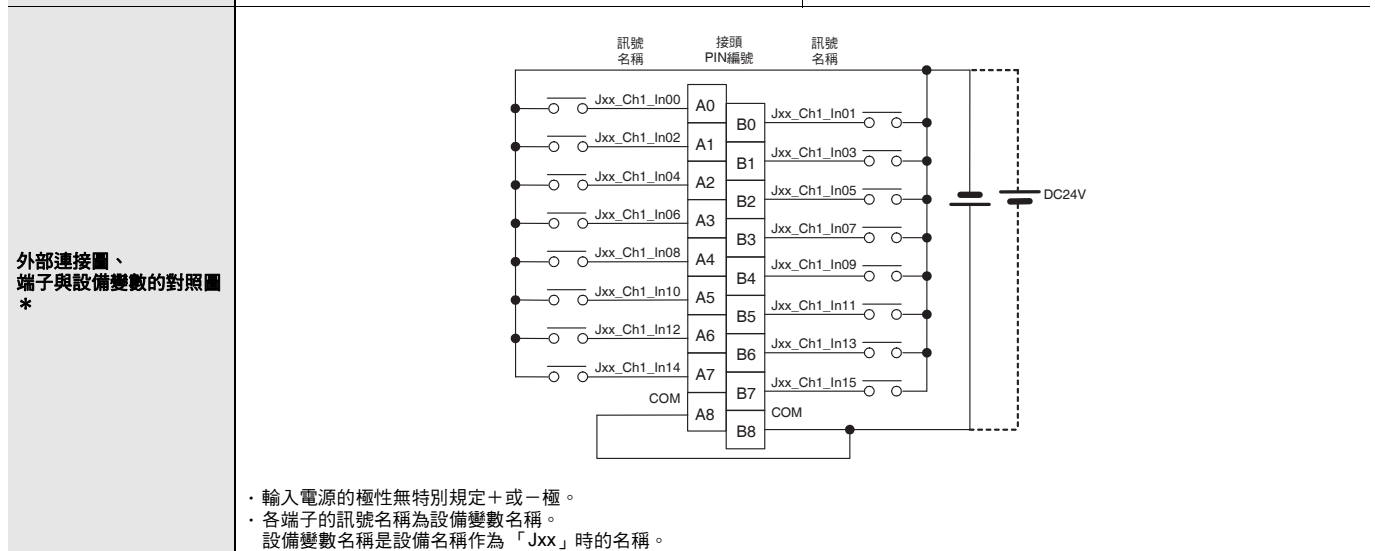 外部連接圖、
端子與設備變數的對照圖
＊
訊號
名稱
接頭
PIN編號
訊號
名稱
Jxx_Ch1_In00 A0
B0 Jxx_Ch1_In01
Jxx_Ch1_In02 A1
B1 Jxx_Ch1_In03
Jxx_Ch1_In04 A2
B2 Jxx_Ch1_In05
Jxx_Ch1_In06 A3
B3 Jxx_Ch1_In07
Jxx_Ch1_In08 A4
B4 Jxx_Ch1_In09
Jxx_Ch1_In10 A5
B5 Jxx_Ch1_In11
Jxx_Ch1_In12 A6
B6 Jxx_Ch1_In13
Jxx_Ch1_In14 A7
B7 Jxx_Ch1_In15
COM A8
B8 COM
DC24V
・輸入電源的極性無特別規定＋或－極。
・各端子的訊號名稱為設備變數名稱。
設備變數名稱是設備名稱作為「Jxx」時的名稱。